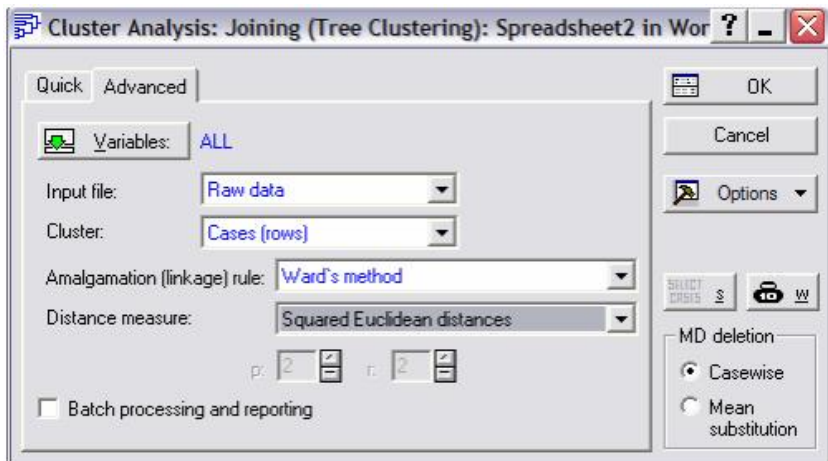 Cluster Analysis: Joining (Tree Clustering): Spreadsheet2 in Wor
Quick Advanced
OK
Variables: ALL
Cancel
Input file: Raw data
Options
Cluster: Cases (rows)
Amalgamation (linkage) rule: Ward's method
SELECT CASES S W
Distance measure: Squared Euclidean distances
MD deletion
p: 2 r: 2
Casewise
Batch processing and reporting
Mean
substitution